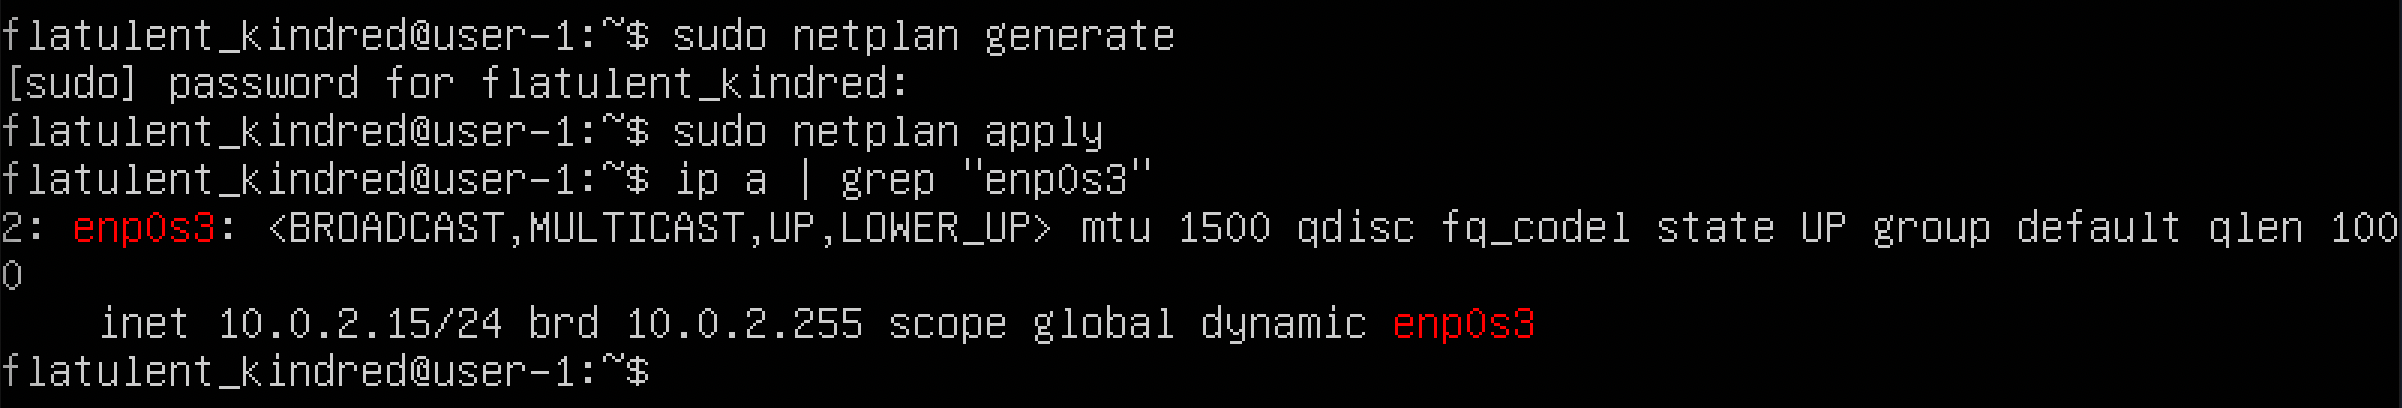 flatulent_kindred@user-1:~$ sudo netplan generate
[sudo] password for flatulent_kindred:
flatulent_kindred@user-1:~$ sudo netplan apply
flatulent_kindred@user-1:~$ ip a | grep "enp0s3"
2: enp0s3: <BROADCAST,MULTICAST,UP,LOWER_UP> mtu 1500 qdisc fq_codel state UP group default qlen 100
0
    inet 10.0.2.15/24 brd 10.0.2.255 scope global dynamic enp0s3
flatulent_kindred@user-1:~$